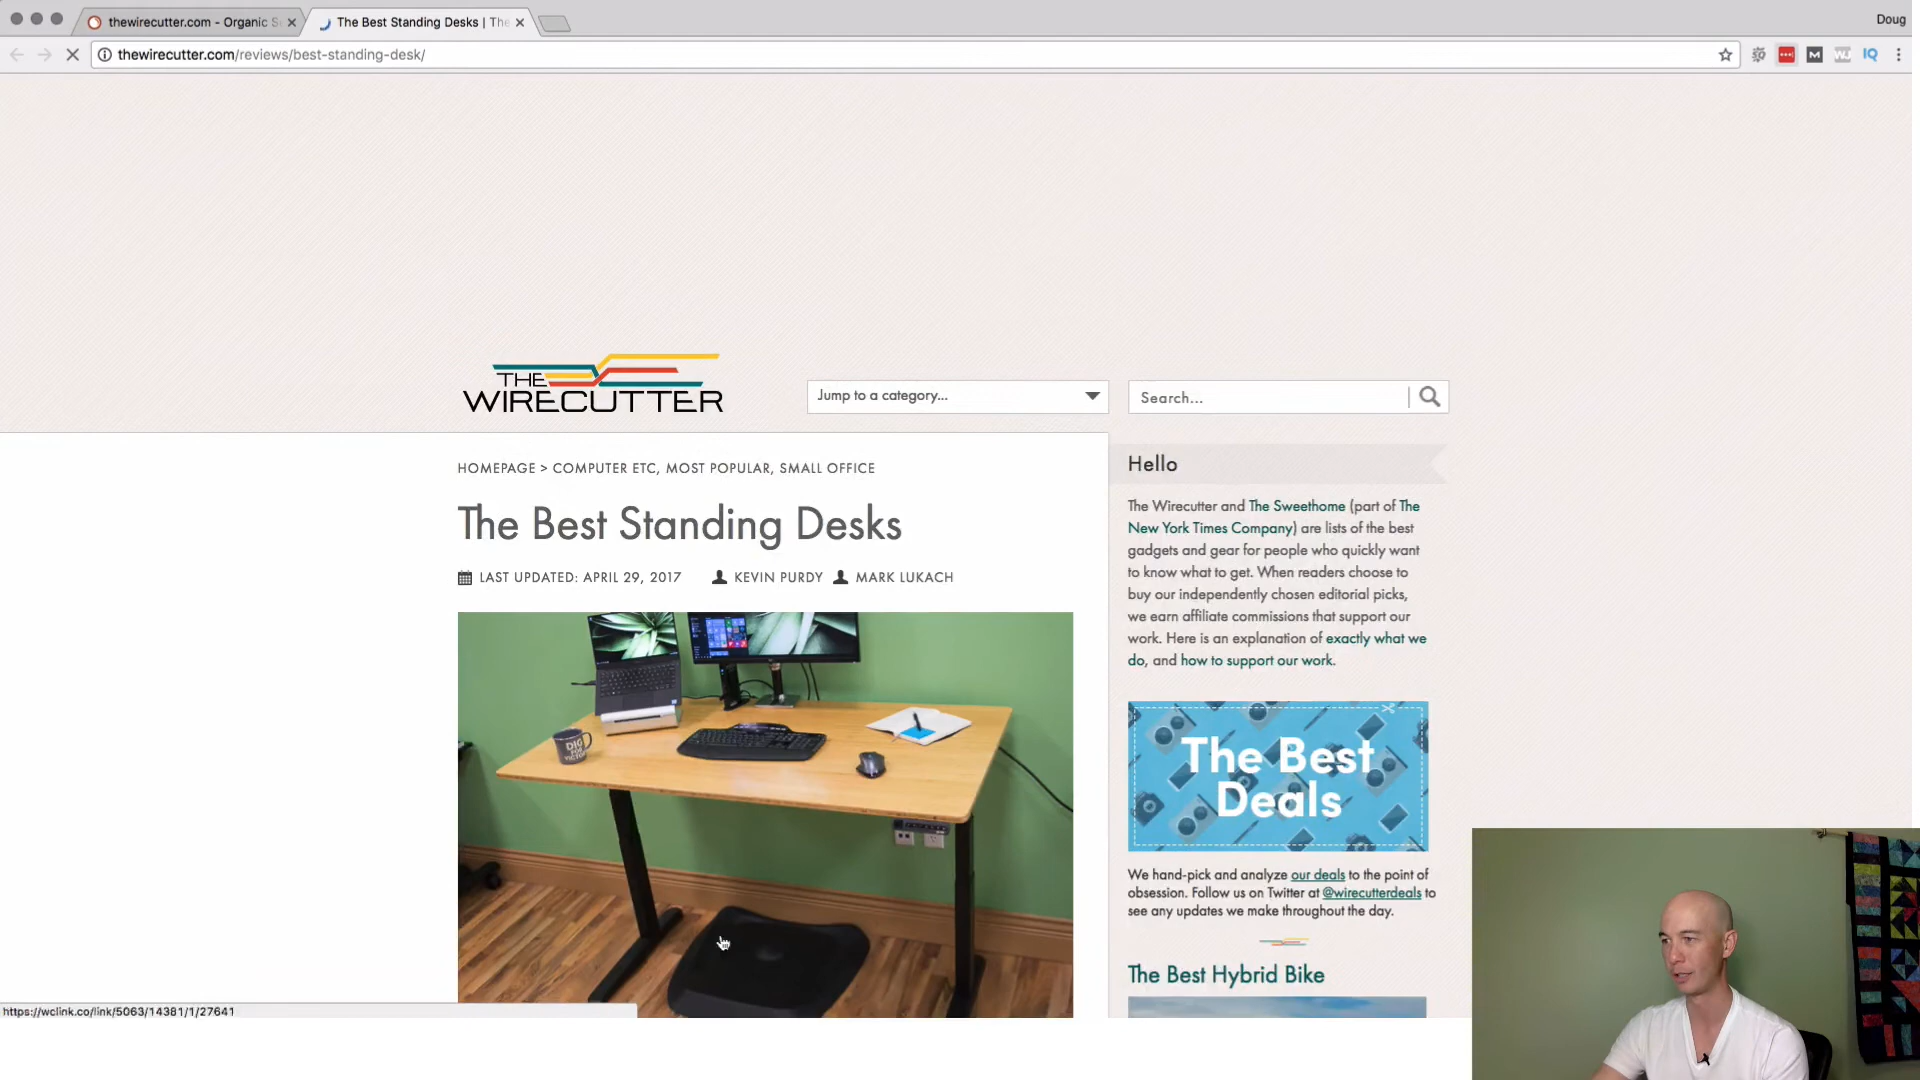 thewirecutter.com - Organic S
The Best Standing Desks | The
Doug
thewirecutter.com/reviews/best-standing-desk/
IQ
THE
WIRECUTTER
Jump to a category...
Search...
HOMEPAGE > COMPUTER ETC, MOST POPULAR, SMALL OFFICE
The Best Standing Desks
LAST UPDATED: APRIL 29, 2017 KEVIN PURDY MARK LUKACH
DIG
FOR
VICTORY
Hello
The Wirecutter and The Sweethome (part of The
New York Times Company) are lists of the best
gadgets and gear for people who quickly want
to know what to get. When readers choose to
buy our independently chosen editorial picks,
we earn affiliate commissions that support our
work. Here is an explanation of exactly what we
do, and how to support our work.
The Best
Deals
We hand-pick and analyze our deals to the point of
obsession. Follow us on Twitter at @wirecutterdeals to
see any updates we make throughout the day.
The Best Hybrid Bike
https://wclink.co/link/5063/14381/1/27641